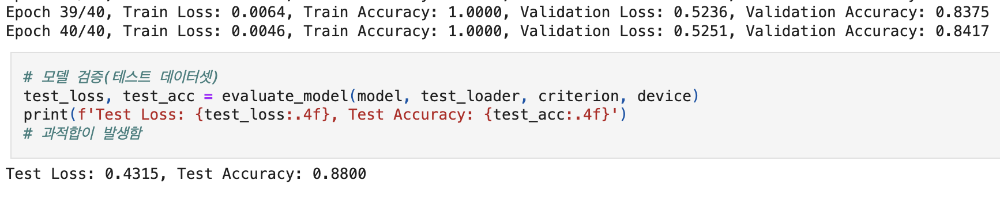 Epoch 39/40, Train Loss: 0.0064, Train Accuracy: 1.0000, Validation Loss: 0.5236, Validation Accuracy: 0.8375
Epoch 40/40, Train Loss: 0.0046, Train Accuracy: 1.0000, Validation Loss: 0.5251, Validation Accuracy: 0.8417
# 모델 검증(테스트 데이터셋)
test_loss, test_acc = evaluate_model(model, test_loader, criterion, device)
print(f'Test Loss: {test_loss:.4f}, Test Accuracy: {test_acc:.4f}')
# 과적합이 발생함
Test Loss: 0.4315, Test Accuracy: 0.8800